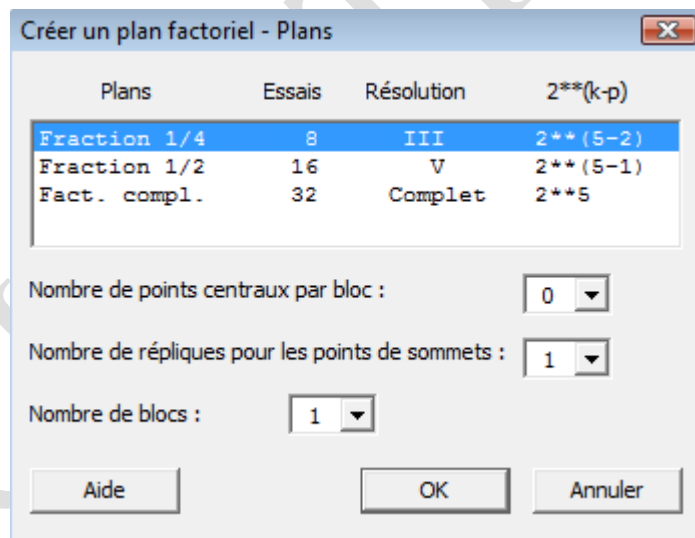 Créer un plan factoriel - Plans
Plans Essais Résolution 2**(k-p)
Fraction 1/4 8 III 2**(5-2)
Fraction 1/2 16 V 2**(5-1)
Fact. compl. 32 Complet 2**5
Nombre de points centraux par bloc : 0
Nombre de répliques pour les points de sommets : 1
Nombre de blocs : 1
Aide OK Annuler